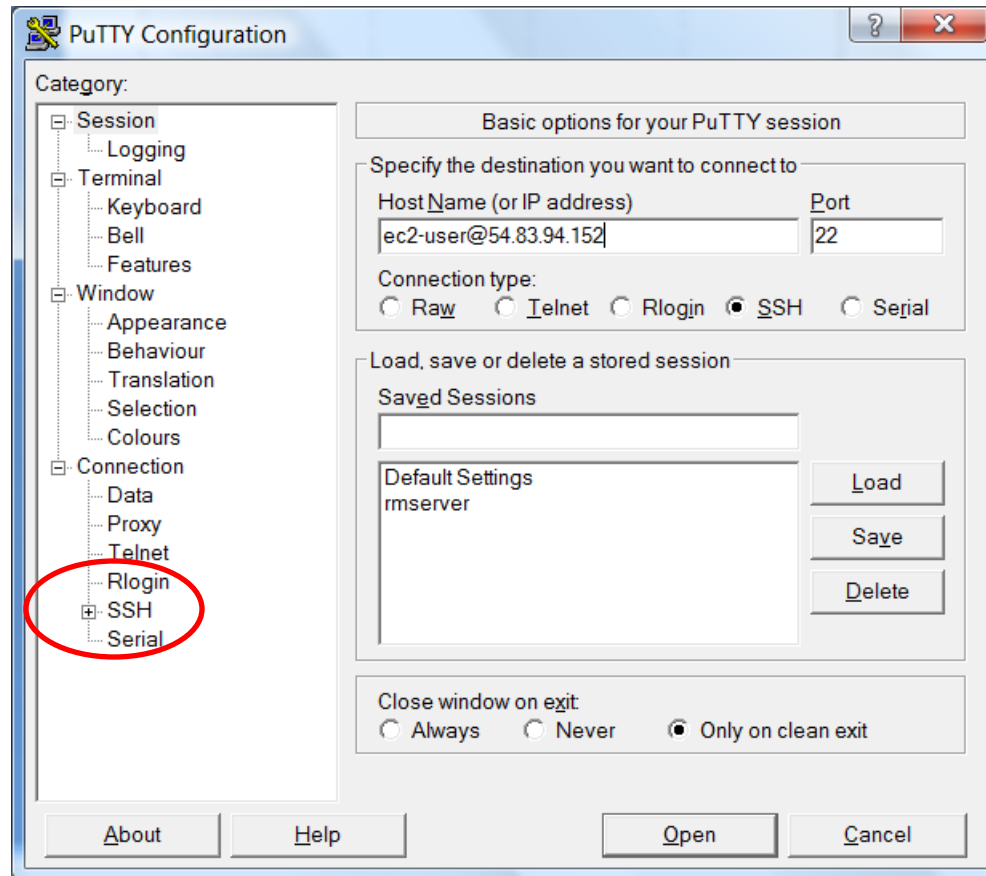 PuTTY Configuration
?
X
Category:
Session
Logging
Terminal
Keyboard
Bell
Features
Window
Appearance
Behaviour
Translation
Selection
Colours
Connection
Data
Proxy
Telnet
Rlogin
SSH
Serial
Basic options for your PuTTY session
Specify the destination you want to connect to
Host Name (or IP address) Port
ec2-user@54.83.94.152 22
Connection type:
Raw Telnet Rlogin SSH Serial
Load, save or delete a stored session
Saved Sessions
Default Settings
rmserver
Load
Save
Delete
Close window on exit:
Always Never Only on clean exit
About Help Open Cancel